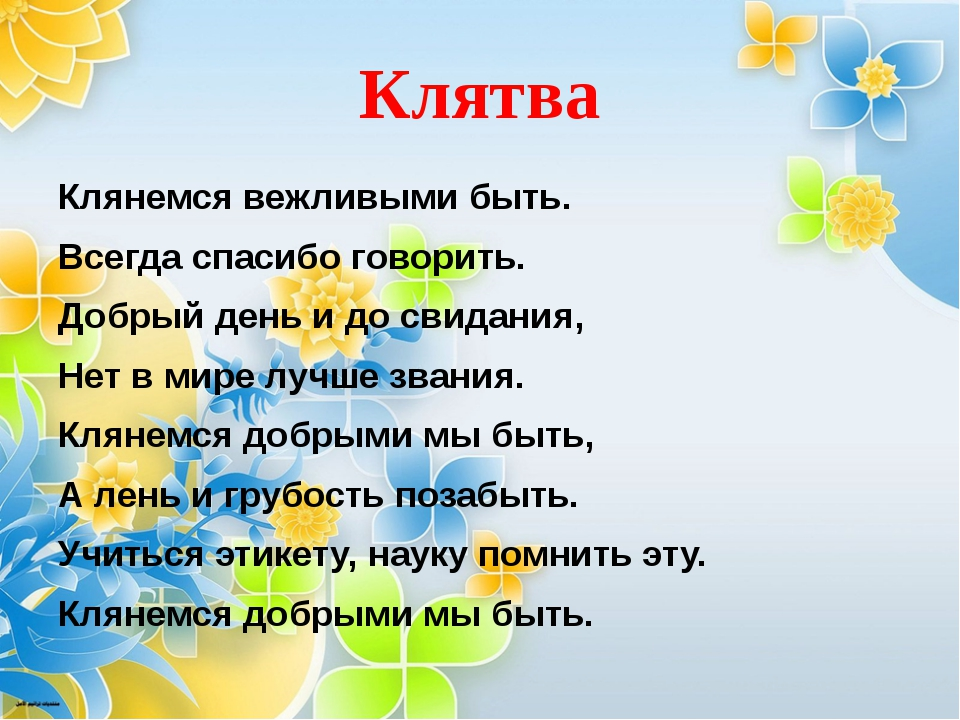 Клятва
Клянемся вежливыми быть.
Всегда спасибо говорить.
Добрый день и до свидания,
Нет в мире лучше звания.
Клянемся добрыми мы быть,
А лень и грубость позабыть.
Учиться этикету, науку помнить эту.
Клянемся добрыми мы быть.